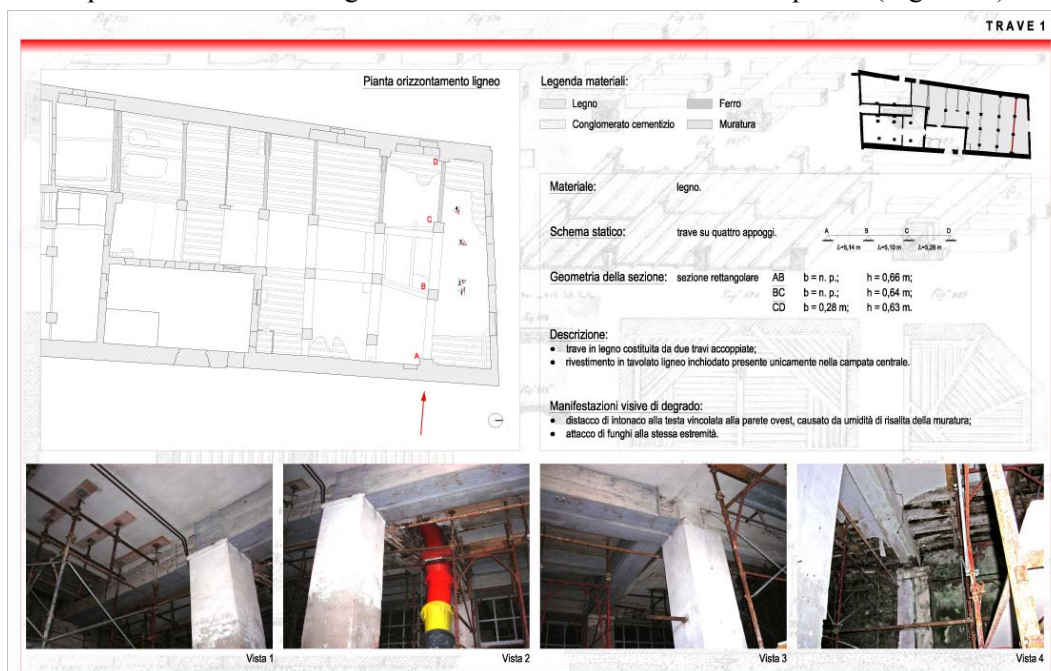 TRAVE 1
Pianta orizzontamento ligneo
D
C
B
A
Legenda materiali:
Legno
Ferro
Conglomerato cementizio
Muratura
Materiale: legno.
Schema statico: trave su quattro appoggi.
A B C D
l₁=5,14 m l₂=5,10 m l₃=5,28 m
Geometria della sezione: sezione rettangolare AB b = n. p.; h = 0,66 m;
BC b = n. p.; h = 0,64 m;
CD b = 0,28 m; h = 0,63 m.
Descrizione:
• trave in legno costituita da due travi accoppiate;
• rivestimento in tavolato ligneo inchiodato presente unicamente nella campata centrale.
Manifestazioni visive di degrado:
• distacco di intonaco alla testa vincolata alla parete ovest, causato da umidità di risalita della muratura;
• attacco di funghi alla stessa estremità.
Vista 1
Vista 2
Vista 3
Vista 4